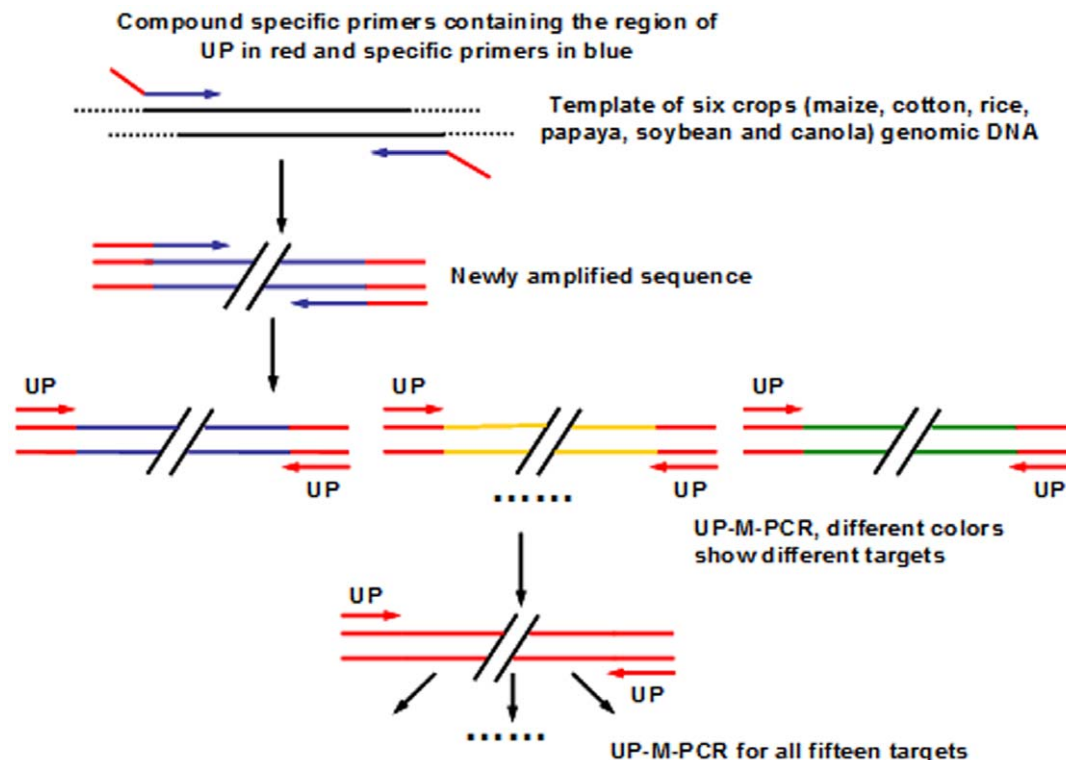 Compound specific primers containing the region of
UP in red and specific primers in blue
Template of six crops (maize, cotton, rice,
papaya, soybean and canola) genomic DNA
Newly amplified sequence
UP
UP
UP
UP
UP
UP
......
UP-M-PCR, different colors
show different targets
UP
UP
......
UP-M-PCR for all fifteen targets